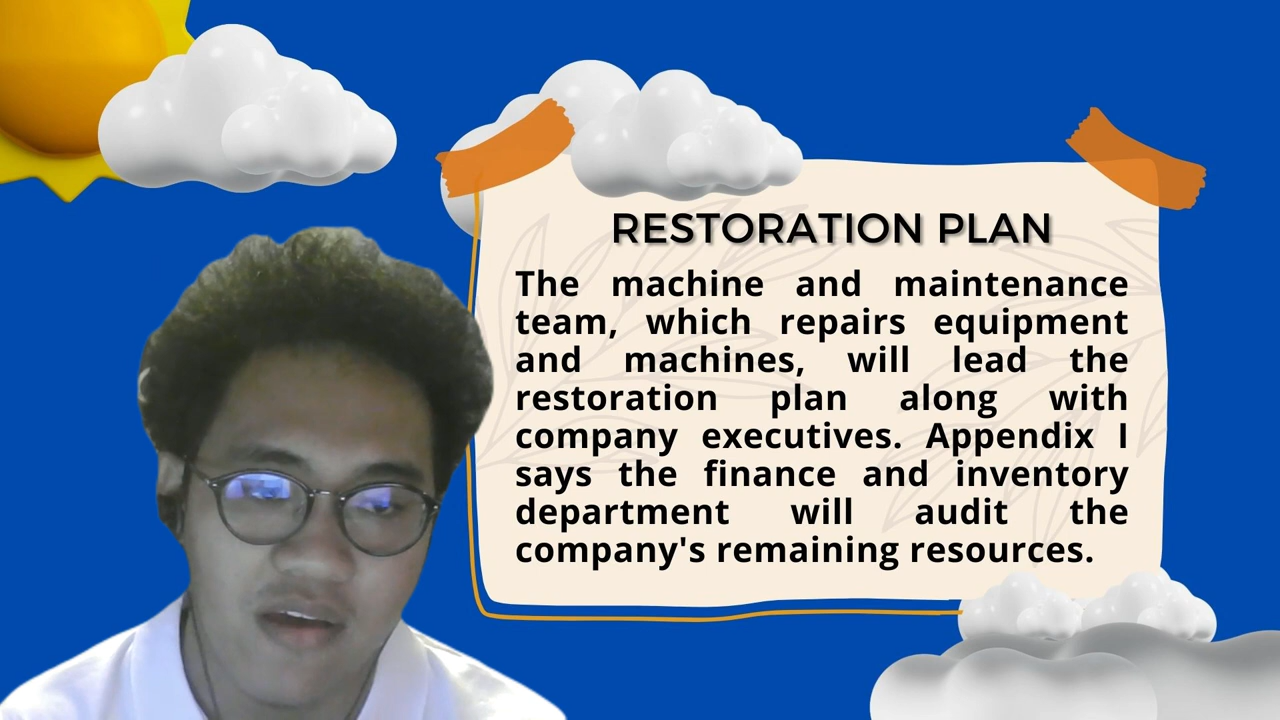 RESTORATION PLAN
The machine and maintenance
team, which repairs equipment
and machines, will lead the
restoration plan along with
company executives. Appendix I
says the finance and inventory
department will audit the
company's remaining resources.